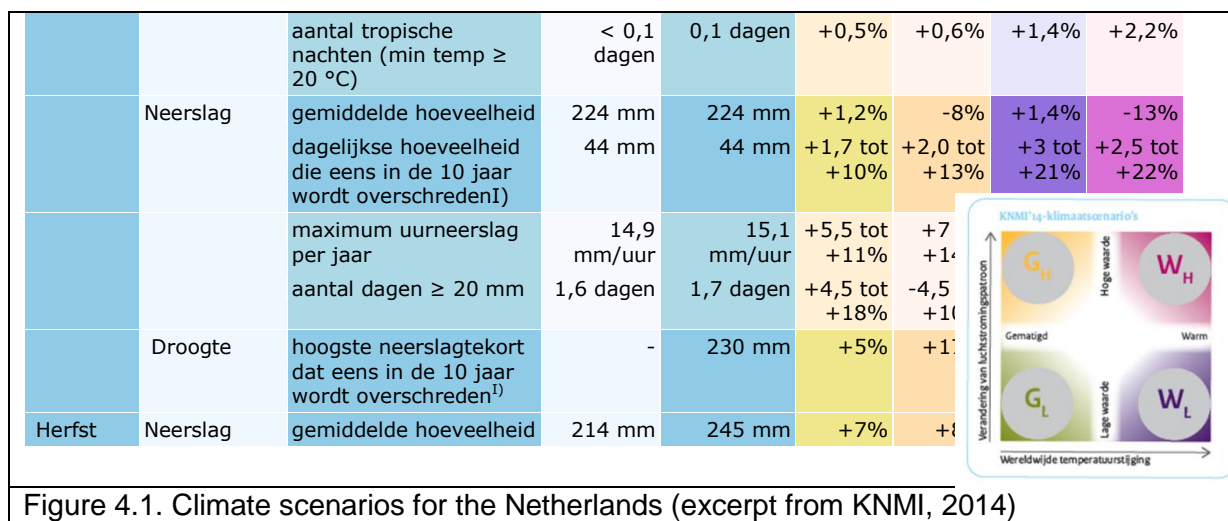 aantal tropische < 0,1 0,1 dagen +0,5% +0,6% +1,4% +2,2%
nachten (min temp ≥ dagen
20 °C)
Neerslag gemiddelde hoeveelheid 224 mm 224 mm +1,2% -8% +1,4% -13%
dagelijkse hoeveelheid 44 mm 44 mm +1,7 tot +2,0 tot +3 tot +2,5 tot
die eens in de 10 jaar +10% +13% +21% +22%
wordt overschredenI)
maximum uurneerslag 14,9 15,1 +5,5 tot +7
per jaar mm/uur mm/uur +11%
aantal dagen ≥ 20 mm 1,6 dagen 1,7 dagen +4,5 tot -4,5
+18%
Droogte hoogste neerslagtekort - 230 mm +5%
dat eens in de 10 jaar
wordt overschreden I)
Herfst Neerslag gemiddelde hoeveelheid 214 mm 245 mm +7%
KNMI'14-klimaatscenario's
Verandering van luchtstromingspatroon
Hoge waarde
GH WH
Gematigd Warm
Lage waarde
GL WL
Wereldwijde temperatuurstijging
Figure 4.1. Climate scenarios for the Netherlands (excerpt from KNMI, 2014)